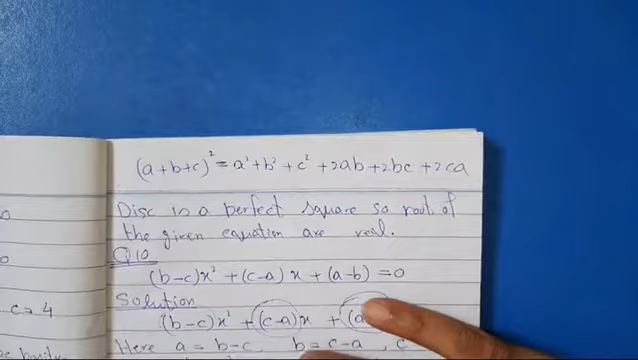 (a+b+c)² = a²+b²+c²+2ab+2bc+2ca
Disc is a perfect square so root of
the given equation are real.
Q10
(b-c)x² + (c-a)x + (a-b) = 0
Solution
(b-c)x² + (c-a)x + (a
Here a = b-c, b = c-a, c
c = 4